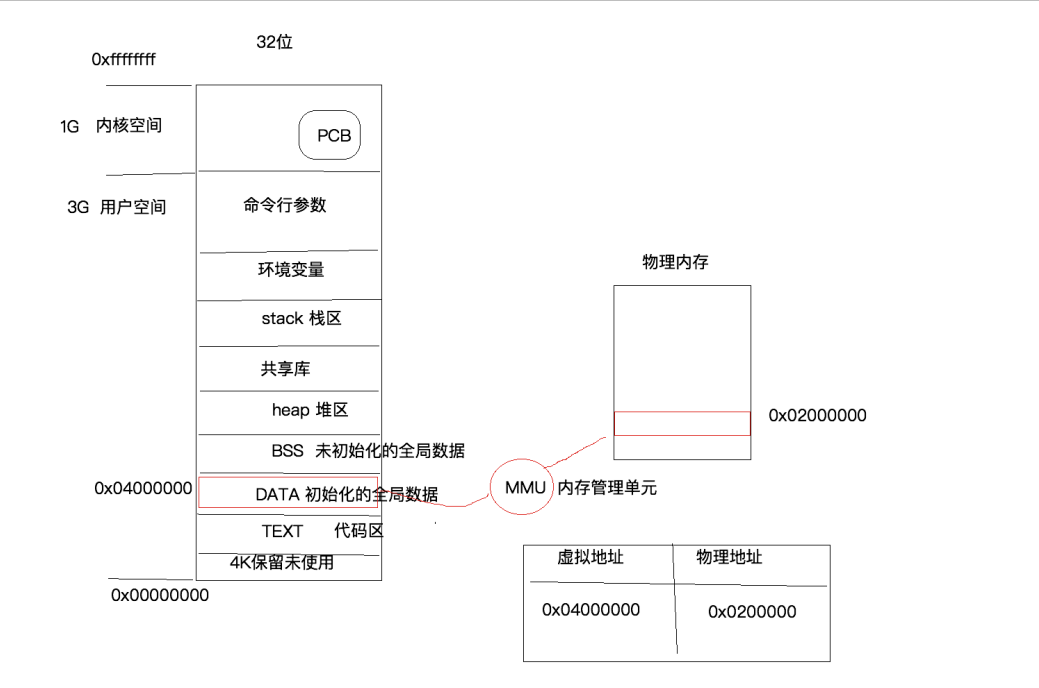 32位
0xffffffff
1G 内核空间
PCB
3G 用户空间
命令行参数
环境变量
物理内存
stack 栈区
共享库
heap 堆区
0x02000000
BSS 未初始化的全局数据
0x04000000
DATA 初始化的全局数据
MMU 内存管理单元
TEXT 代码区
4K保留未使用
虚拟地址 物理地址
0x00000000
0x04000000 0x0200000